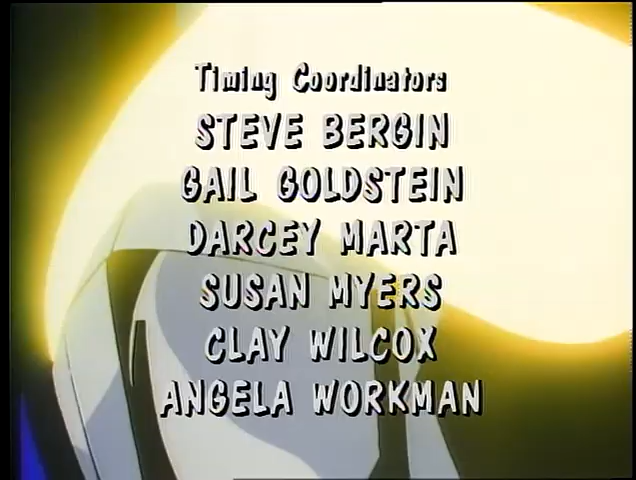 Timing Coordinators
STEVE BERGIN
GAIL GOLDSTEIN
DARCEY MARTA
SUSAN MYERS
CLAY WILCOX
ANGELA WORKMAN